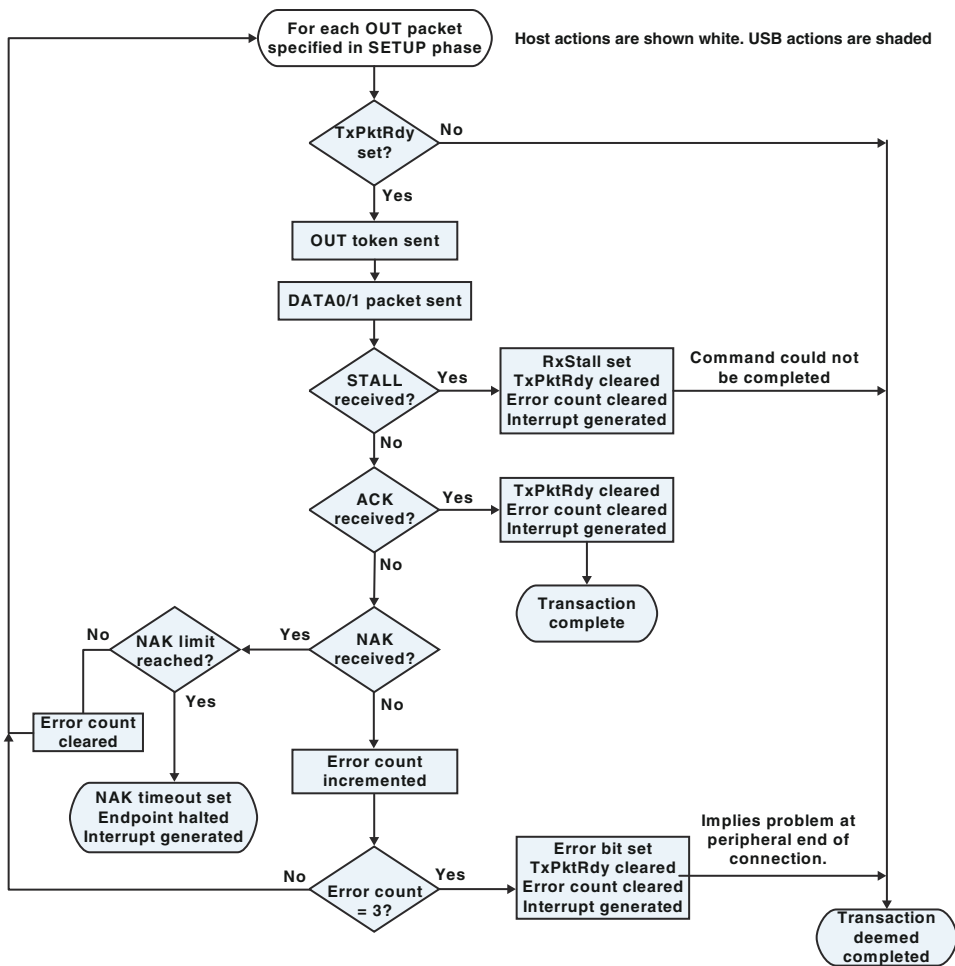 For each OUT packet
specified in SETUP phase
Host actions are shown white. USB actions are shaded
TxPktRdy
set?
No
Yes
OUT token sent
DATA0/1 packet sent
STALL
received?
Yes
RxStall set
TxPktRdy cleared
Error count cleared
Interrupt generated
Command could not
be completed
No
ACK
received?
Yes
TxPktRdy cleared
Error count cleared
Interrupt generated
No
Transaction
complete
NAK
received?
Yes
NAK limit
reached?
No
Yes
Error count
cleared
NAK timeout set
Endpoint halted
Interrupt generated
No
Error count
incremented
Error count
= 3?
No
Yes
Error bit set
TxPktRdy cleared
Error count cleared
Interrupt generated
Implies problem at
peripheral end of
connection.
Transaction
deemed
completed